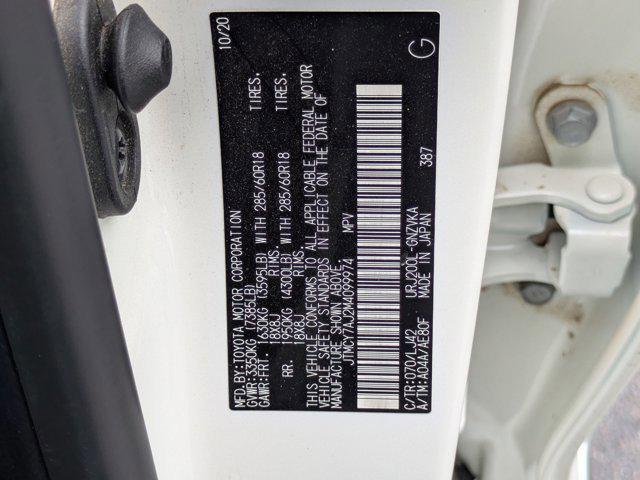 MFD.BY:TOYOTA MOTOR CORPORATION 10/20
GVWR:3350KG (7385LB)
GAWR:FRT. 1630KG (3595LB) WITH 285/60R18 TIRES.
18X8J RIMS.
RR. 1950KG (4300LB) WITH 285/60R18 TIRES.
18X8J RIMS.
THIS VEHICLE CONFORMS TO ALL APPLICABLE FEDERAL MOTOR
VEHICLE SAFETY STANDARDS IN EFFECT ON THE DATE OF
MANUFACTURE SHOWN ABOVE.
JTMCY7AJ2M4099974 MPV
C/TR:070/LJ42 URJ200L-GNZVKA 387
A/TM:A04A/AE80F MADE IN JAPAN G